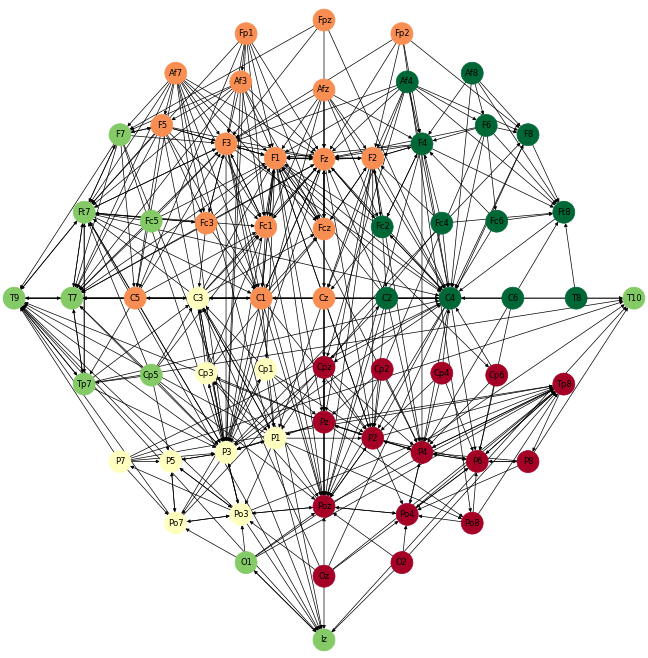 Fpz
Fp1 Fp2
Af7 Af3 Afz Af4 Af8
F7 F5 F3 F1 Fz F2 F4 F6 F8
Ft7 Fc5 Fc3 Fc1 Fcz Fc2 Fc4 Fc6 Ft8
T9 T7 C5 C3 C1 Cz C2 C4 C6 T8 T10
Tp7 Cp5 Cp3 Cp1 Cpz Cp2 Cp4 Cp6 Tp8
P7 P5 P3 P1 Pz P2 P4 P6 P8
Po7 Po3 Poz Po4 Po8
O1 Oz O2
Iz